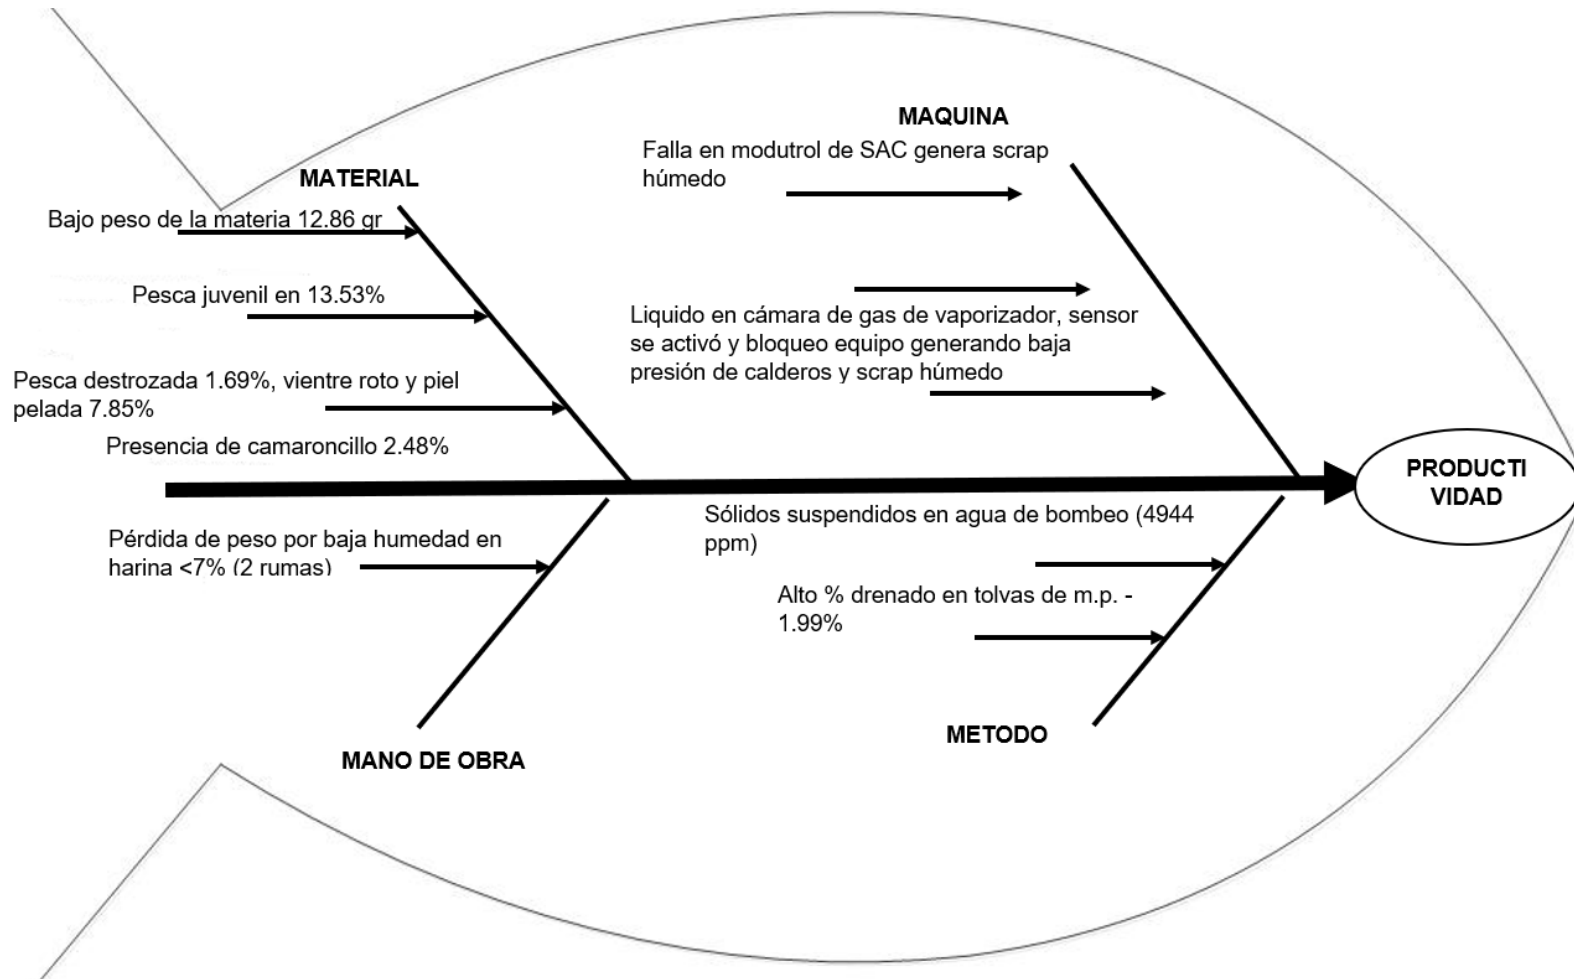 MAQUINA
Falla en modutrol de SAC genera scrap
húmedo
MATERIAL
Bajo peso de la materia 12.86 gr
Pesca juvenil en 13.53%
Liquido en cámara de gas de vaporizador, sensor
se activó y bloqueo equipo generando baja
presión de calderos y scrap húmedo
Pesca destrozada 1.69%, vientre roto y piel
pelada 7.85%
Presencia de camaroncillo 2.48%
PRODUCTI
VIDAD
Sólidos suspendidos en agua de bombeo (4944
ppm)
Pérdida de peso por baja humedad en
harina <7% (2 rumas)
Alto % drenado en tolvas de m.p. -
1.99%
METODO
MANO DE OBRA